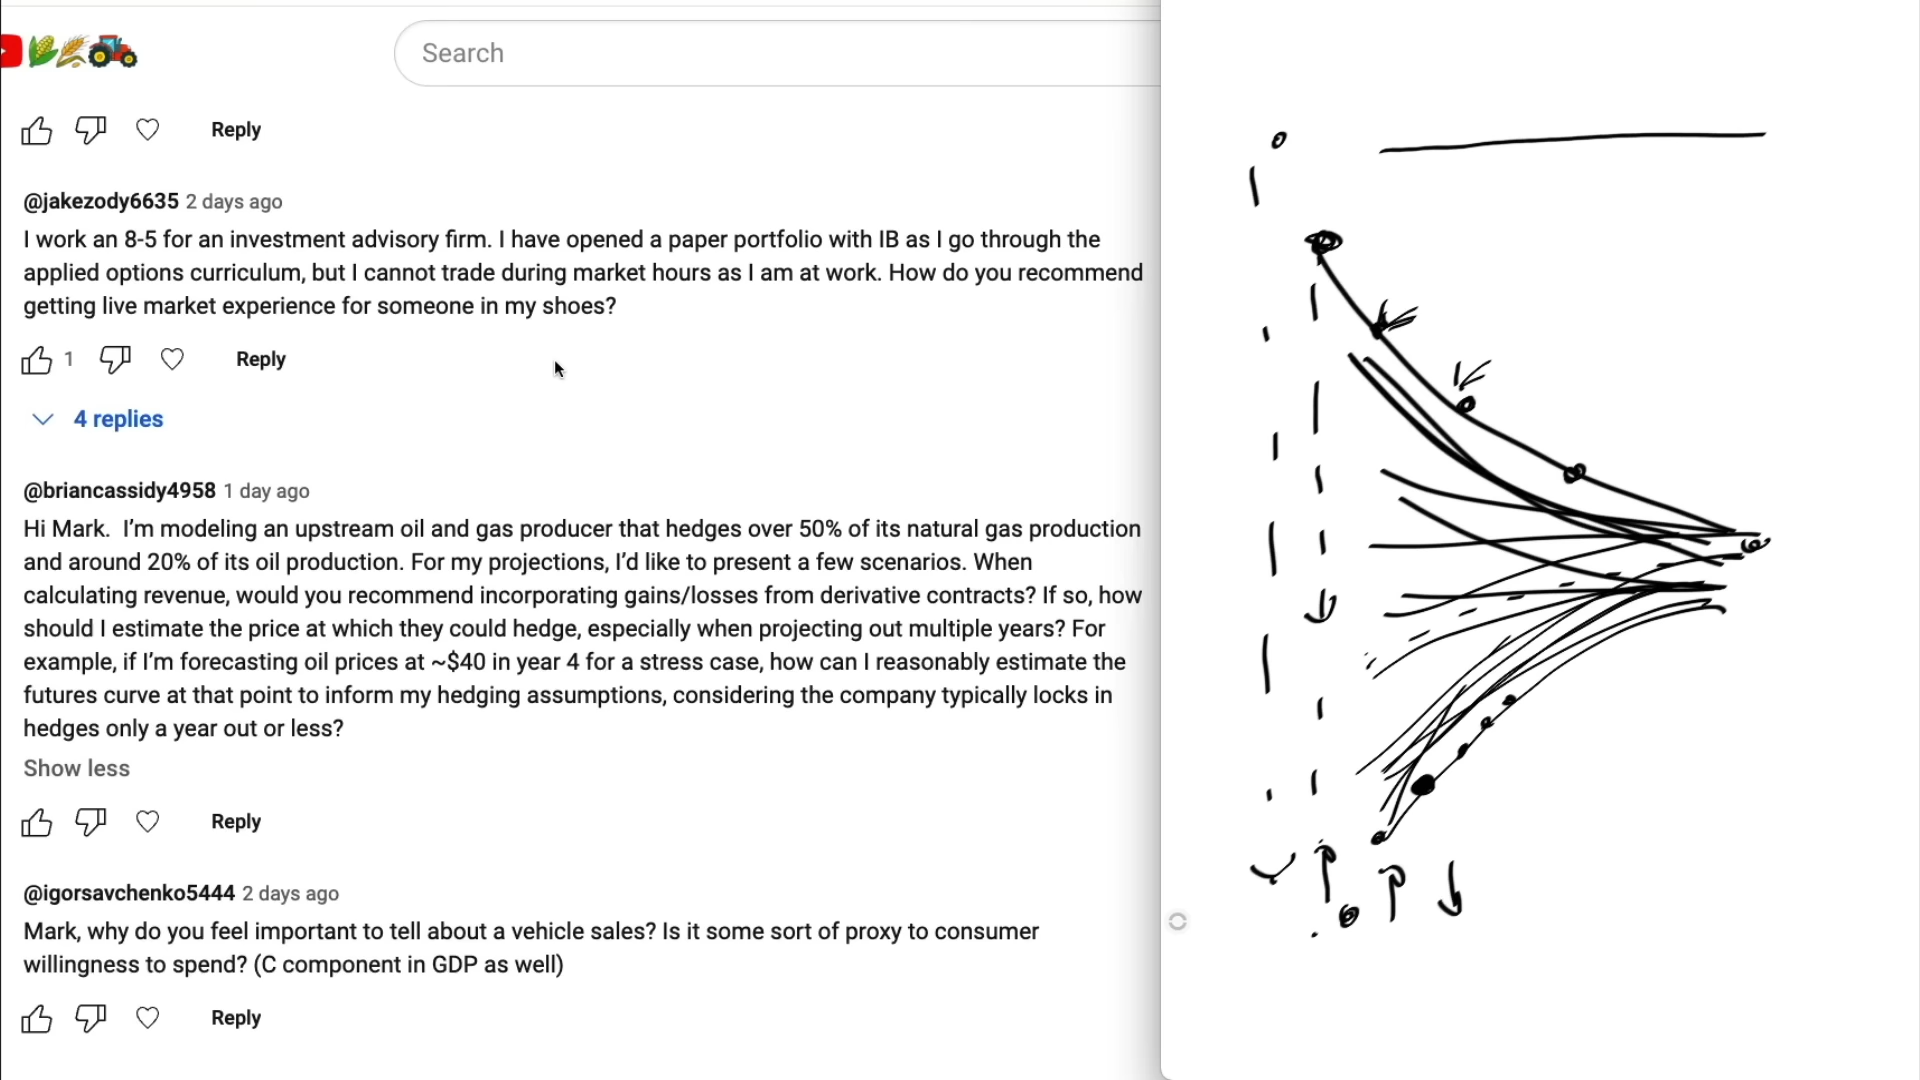 Search
Reply
@jakezody6635 2 days ago
I work an 8-5 for an investment advisory firm. I have opened a paper portfolio with IB as I go through the
applied options curriculum, but I cannot trade during market hours as I am at work. How do you recommend
getting live market experience for someone in my shoes?
1 Reply
4 replies
@briancassidy4958 1 day ago
Hi Mark.  I'm modeling an upstream oil and gas producer that hedges over 50% of its natural gas production
and around 20% of its oil production. For my projections, I'd like to present a few scenarios. When
calculating revenue, would you recommend incorporating gains/losses from derivative contracts? If so, how
should I estimate the price at which they could hedge, especially when projecting out multiple years? For
example, if I'm forecasting oil prices at ~$40 in year 4 for a stress case, how can I reasonably estimate the
futures curve at that point to inform my hedging assumptions, considering the company typically locks in
hedges only a year out or less?
Show less
Reply
@igorsavchenko5444 2 days ago
Mark, why do you feel important to tell about a vehicle sales? Is it some sort of proxy to consumer
willingness to spend? (C component in GDP as well)
Reply